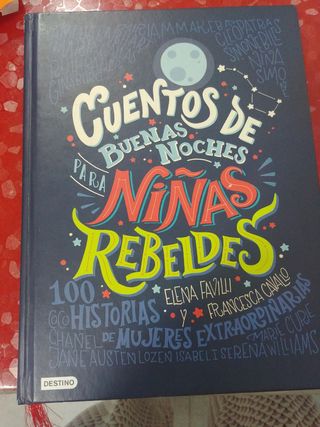 CUENTOS DE
BUENAS NOCHES
PARA
NIÑAS
REBELDES
ELENA FAVILLI
Y FRANCESCA CAVALLO
100
HISTORIAS
DE MUJERES EXTRAORDINARIAS
COCO
CHANEL
MARIE CURIE
JANE AUSTEN LOZEN ISABEL I SERENA WILLIAMS
DESTINO